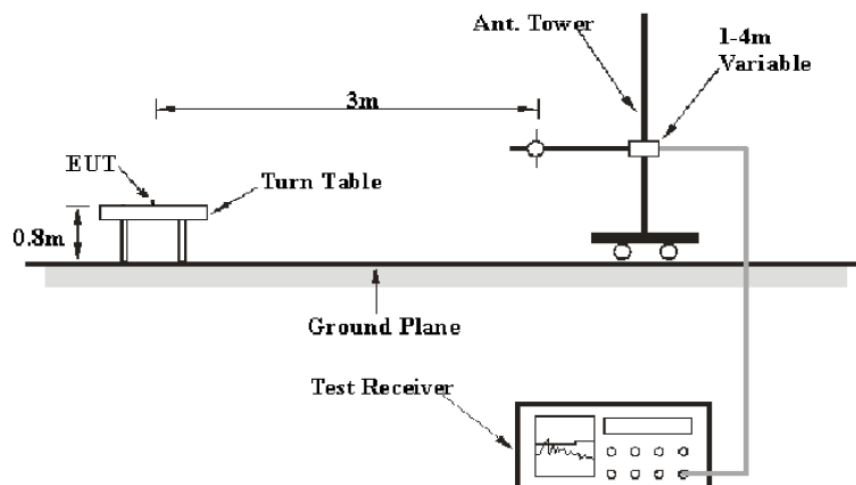 Ant. Tower
1-4m
Variable
3m
EUT
Turn Table
0.8m
Ground Plane
Test Receiver